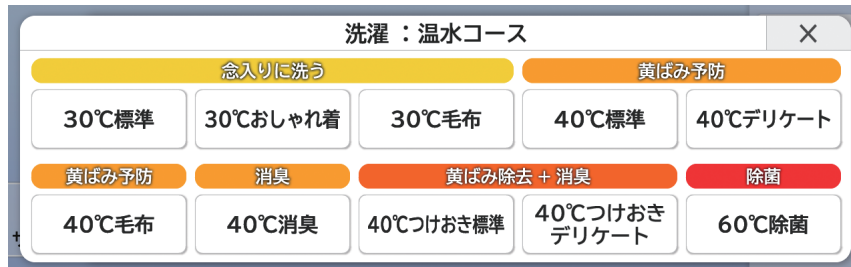 洗濯：温水コース ×
念入りに洗う 黄ばみ予防
30℃標準 30℃おしゃれ着 30℃毛布 40℃標準 40℃デリケート
黄ばみ予防 消臭 黄ばみ除去 + 消臭 除菌
40℃毛布 40℃消臭 40℃つけおき標準 40℃つけおき
デリケート 60℃除菌